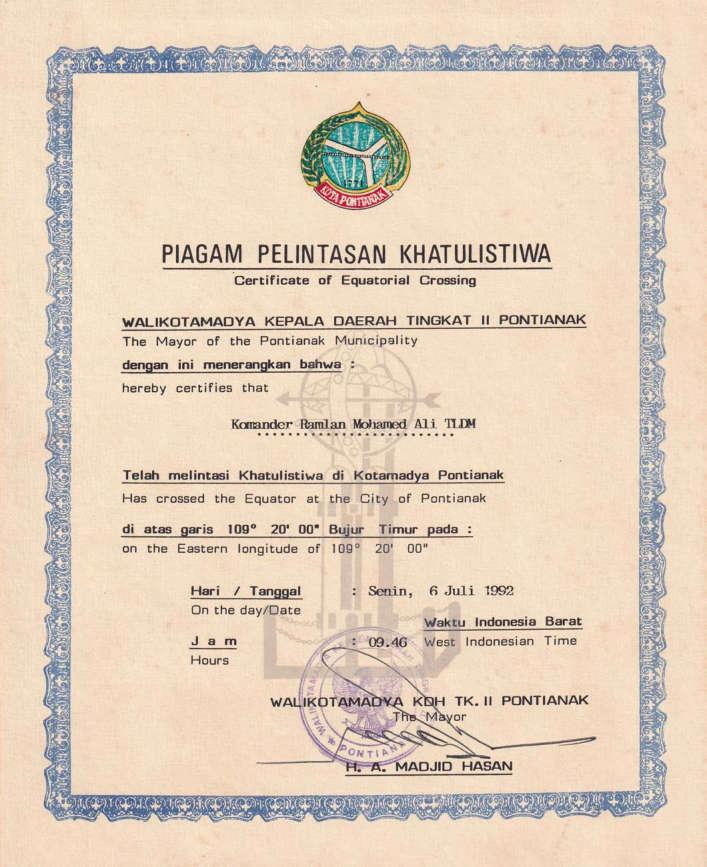 1771
KOTA PONTIANAK
PIAGAM PELINTASAN KHATULISTIWA
Certificate of Equatorial Crossing
WALIKOTAMADYA KEPALA DAERAH TINGKAT II PONTIANAK
The Mayor of the Pontianak Municipality
dengan ini menerangkan bahwa :
hereby certifies that
Komander Ramlan Mohamed Ali TLDM
Telah melintasi Khatulistiwa di Kotamadya Pontianak
Has crossed the Equator at the City of Pontianak
di atas garis 109° 20' 00" Bujur Timur pada :
on the Eastern longitude of 109° 20' 00"
Hari / Tanggal : Senin, 6 Juli 1992
On the day/Date
Waktu Indonesia Barat
J a m : 09.46 West Indonesian Time
Hours
WALIKOTAMADYA KDH TK. II PONTIANAK
The Mayor
PONTIANAK
H. A. MADJID HASAN